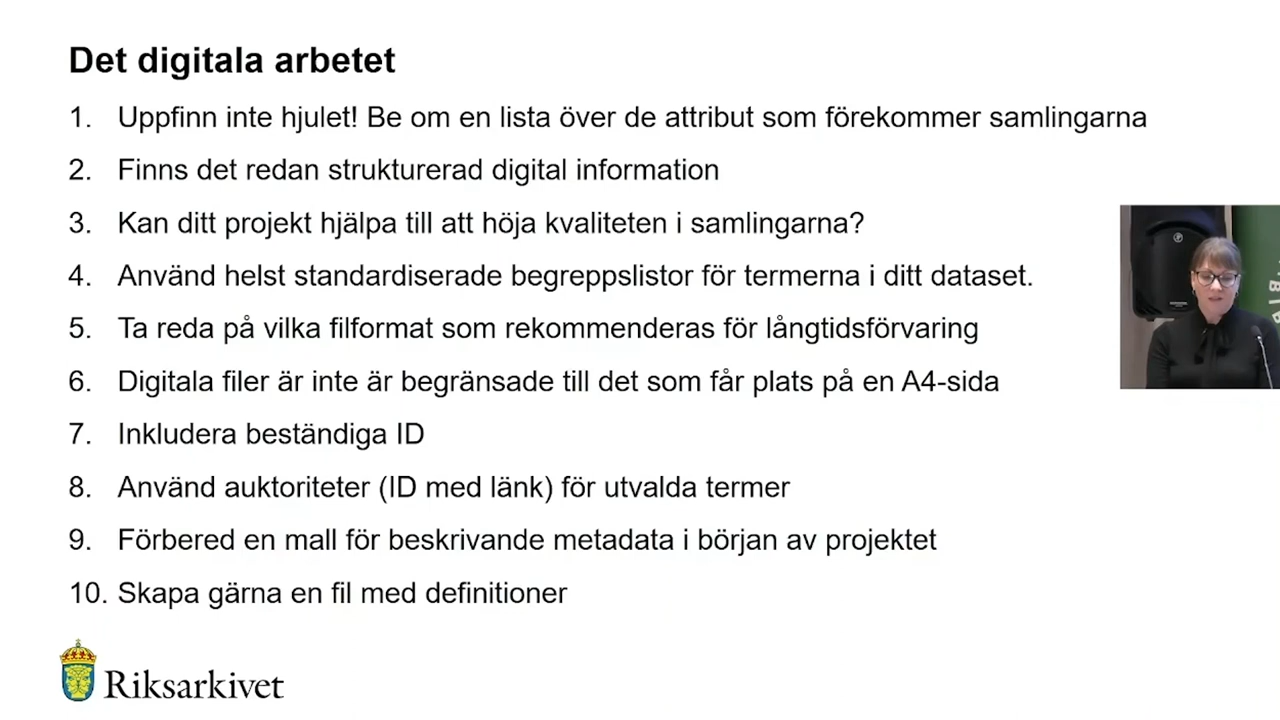 Det digitala arbetet
1. Uppfinn inte hjulet! Be om en lista över de attribut som förekommer samlingarna
2. Finns det redan strukturerad digital information
3. Kan ditt projekt hjälpa till att höja kvaliteten i samlingarna?
4. Använd helst standardiserade begreppslistor för termerna i ditt dataset.
5. Ta reda på vilka filformat som rekommenderas för långtidsförvaring
6. Digitala filer är inte är begränsade till det som får plats på en A4-sida
7. Inkludera beständiga ID
8. Använd auktoriteter (ID med länk) för utvalda termer
9. Förbered en mall för beskrivande metadata i början av projektet
10. Skapa gärna en fil med definitioner
Riksarkivet